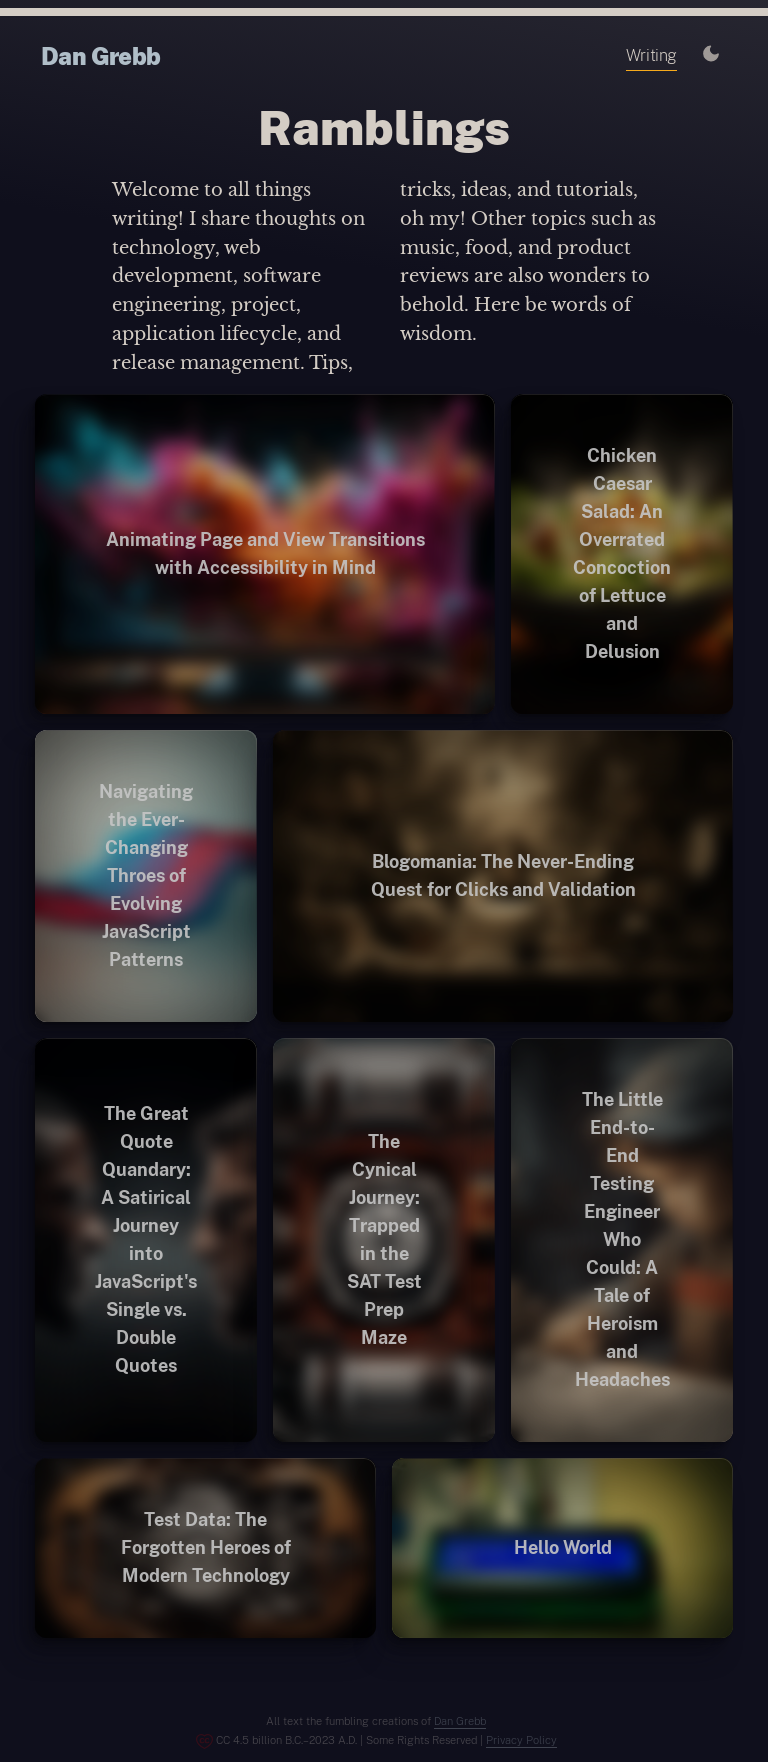 Dan Grebb
Writing
Ramblings
Welcome to all things
writing! I share thoughts on
technology, web
development, software
engineering, project,
application lifecycle, and
release management. Tips,
tricks, ideas, and tutorials,
oh my! Other topics such as
music, food, and product
reviews are also wonders to
behold. Here be words of
wisdom.
Animating Page and View Transitions
with Accessibility in Mind
Chicken
Caesar
Salad: An
Overrated
Concoction
of Lettuce
and
Delusion
Navigating
the Ever-
Changing
Throes of
Evolving
JavaScript
Patterns
Blogomania: The Never-Ending
Quest for Clicks and Validation
The Great
Quote
Quandary:
A Satirical
Journey
into
JavaScript's
Single vs.
Double
Quotes
The
Cynical
Journey:
Trapped
in the
SAT Test
Prep
Maze
The Little
End-to-
End
Testing
Engineer
Who
Could: A
Tale of
Heroism
and
Headaches
Test Data: The
Forgotten Heroes of
Modern Technology
Hello World
All text the fumbling creations of Dan Grebb
CC 4.5 billion B.C.–2023 A.D. | Some Rights Reserved | Privacy Policy